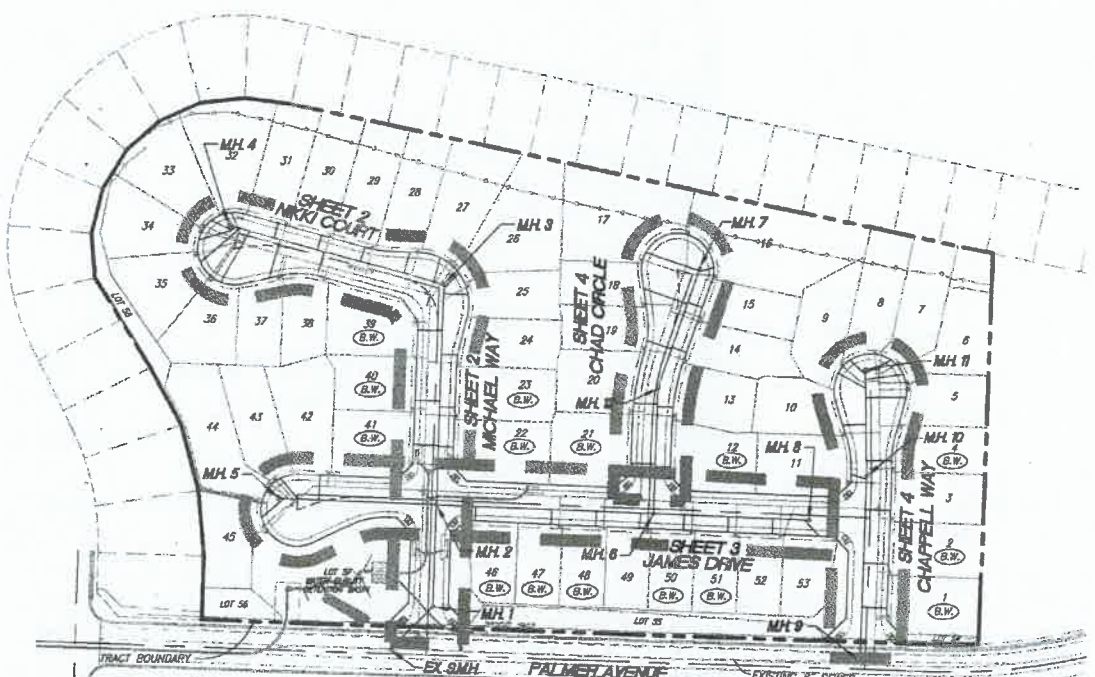 M.H. 4
32
31
30
29
28
27
33
34
35
36
37
38
39
B.W.
40
B.W.
41
B.W.
42
43
44
45
SHEET 2
NIKKI COURT
M.H. 3
26
25
24
23
B.W.
22
B.W.
21
B.W.
20
19
18
17
SHEET 2
MICHAEL WAY
SHEET 4
CHAD CIRCLE
M.H. 7
16
15
14
13
12
B.W.
11
10
9
8
7
6
5
4
B.W.
3
2
B.W.
1
B.W.
M.H. 11
M.H. 10
M.H. 8
SHEET 4
CHAPPELL WAY
M.H. 5
M.H. 2
M.H. 6
SHEET 3
JAMES DRIVE
46
B.W.
47
B.W.
48
B.W.
49
50
B.W.
51
B.W.
52
53
LOT 56
LOT 55
M.H. 1
M.H. 9
TRACT BOUNDARY
EX. SMH
PALMER AVENUE
EXISTING